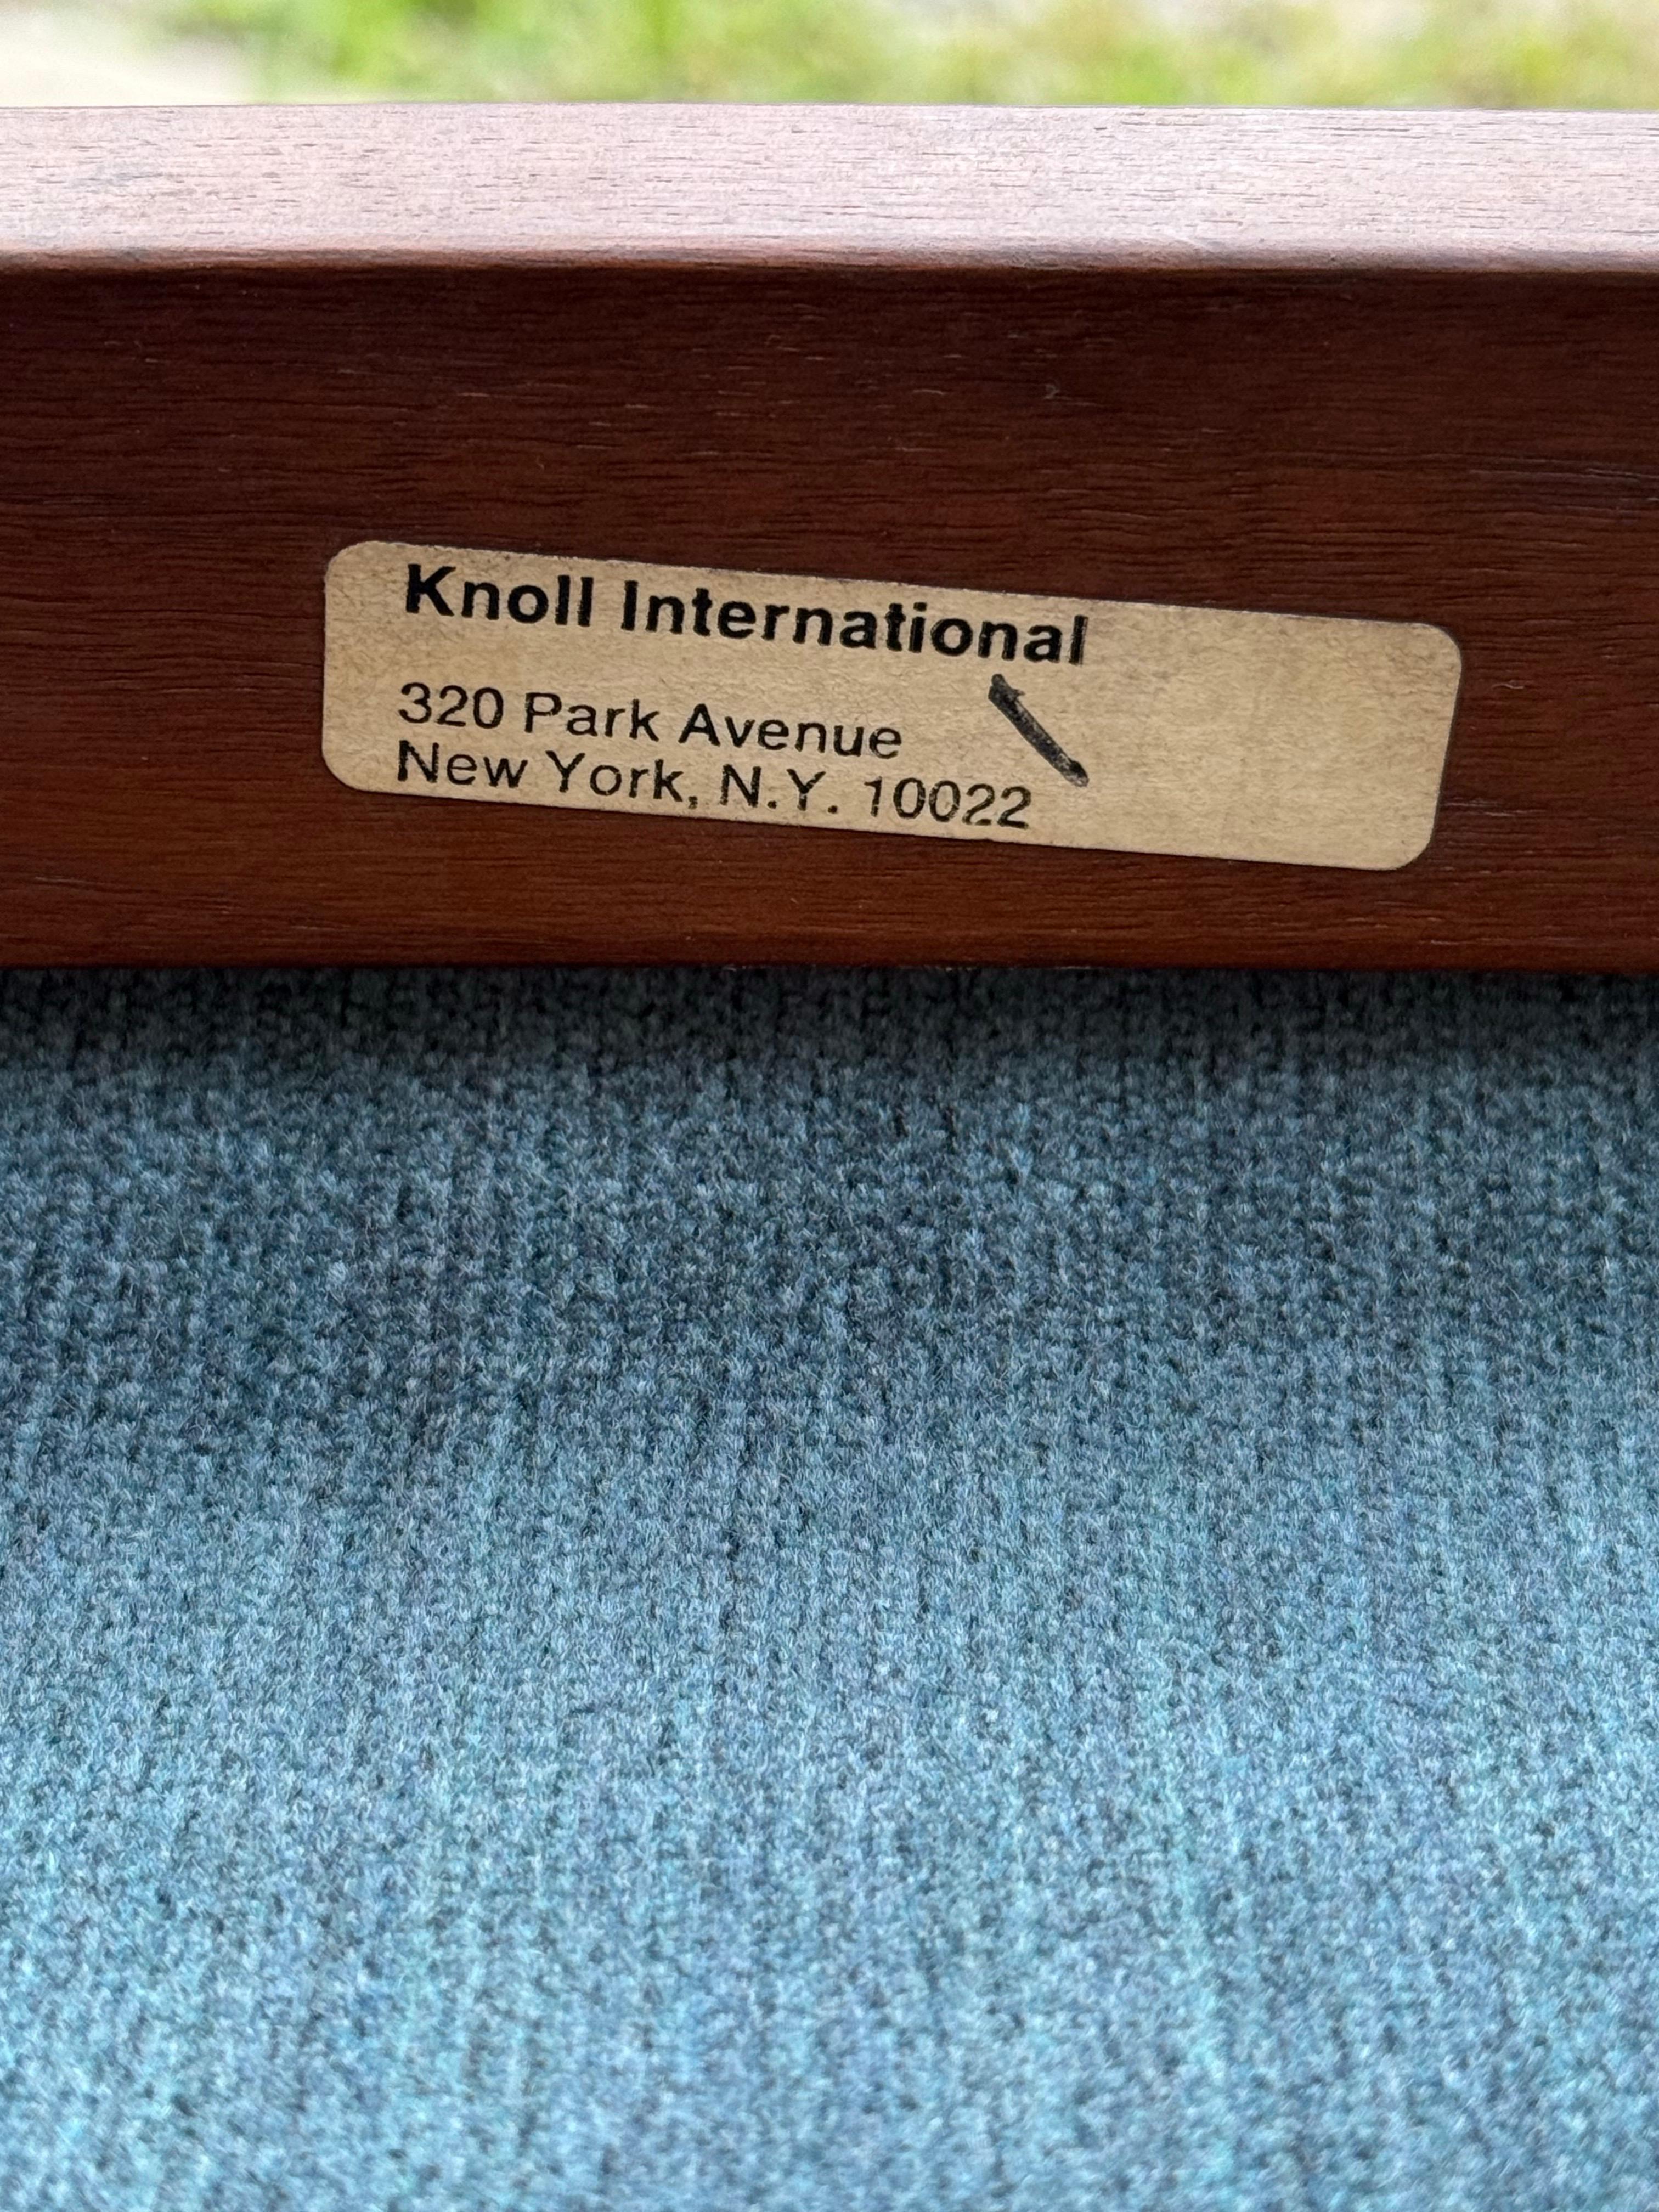 Knoll International
320 Park Avenue
New York, N.Y. 10022